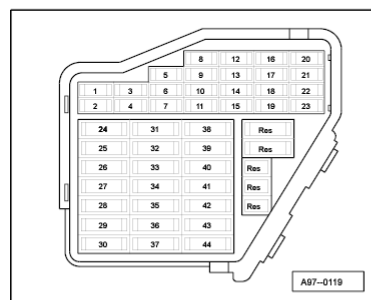 8 12 16 20
5 9 13 17 21
1 3 6 10 14 18 22
2 4 7 11 15 19 23
24 31 38 Res
25 32 39 Res
26 33 40 Res
27 34 41 Res
28 35 42 Res
29 36 43
30 37 44
A97--0119